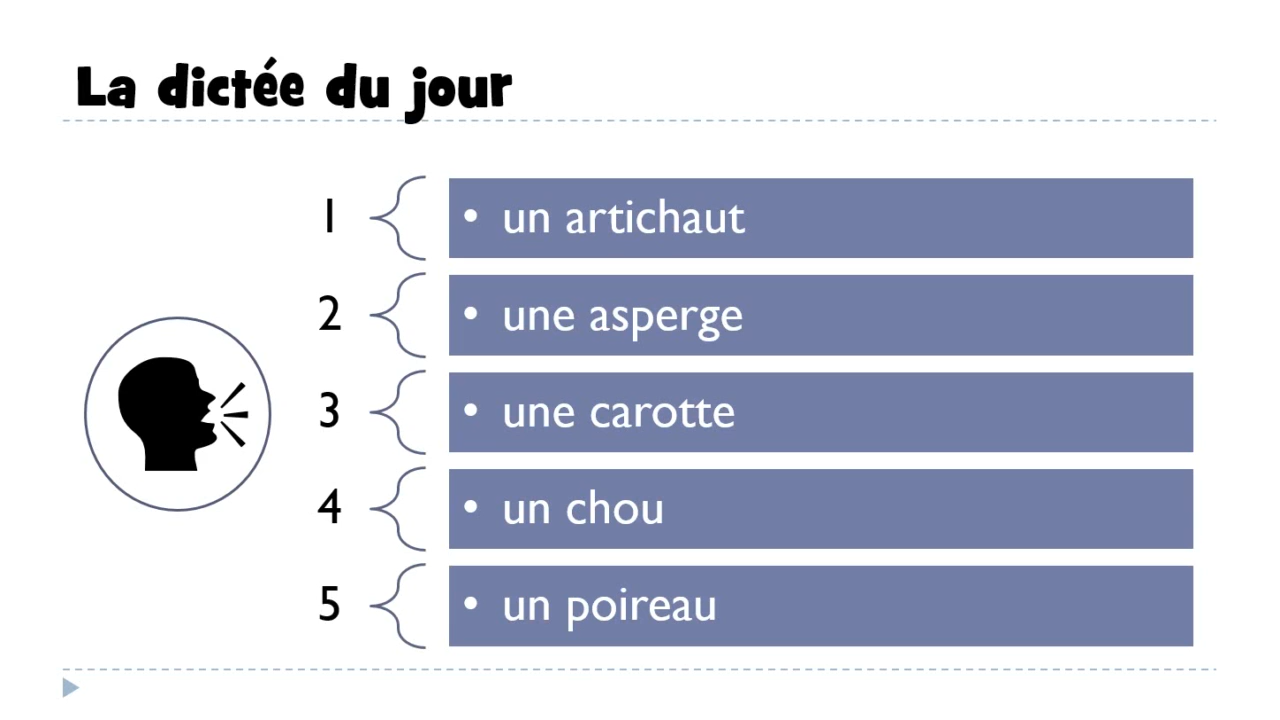 La dictée du jour
1 • un artichaut
2 • une asperge
3 • une carotte
4 • un chou
5 • un poireau